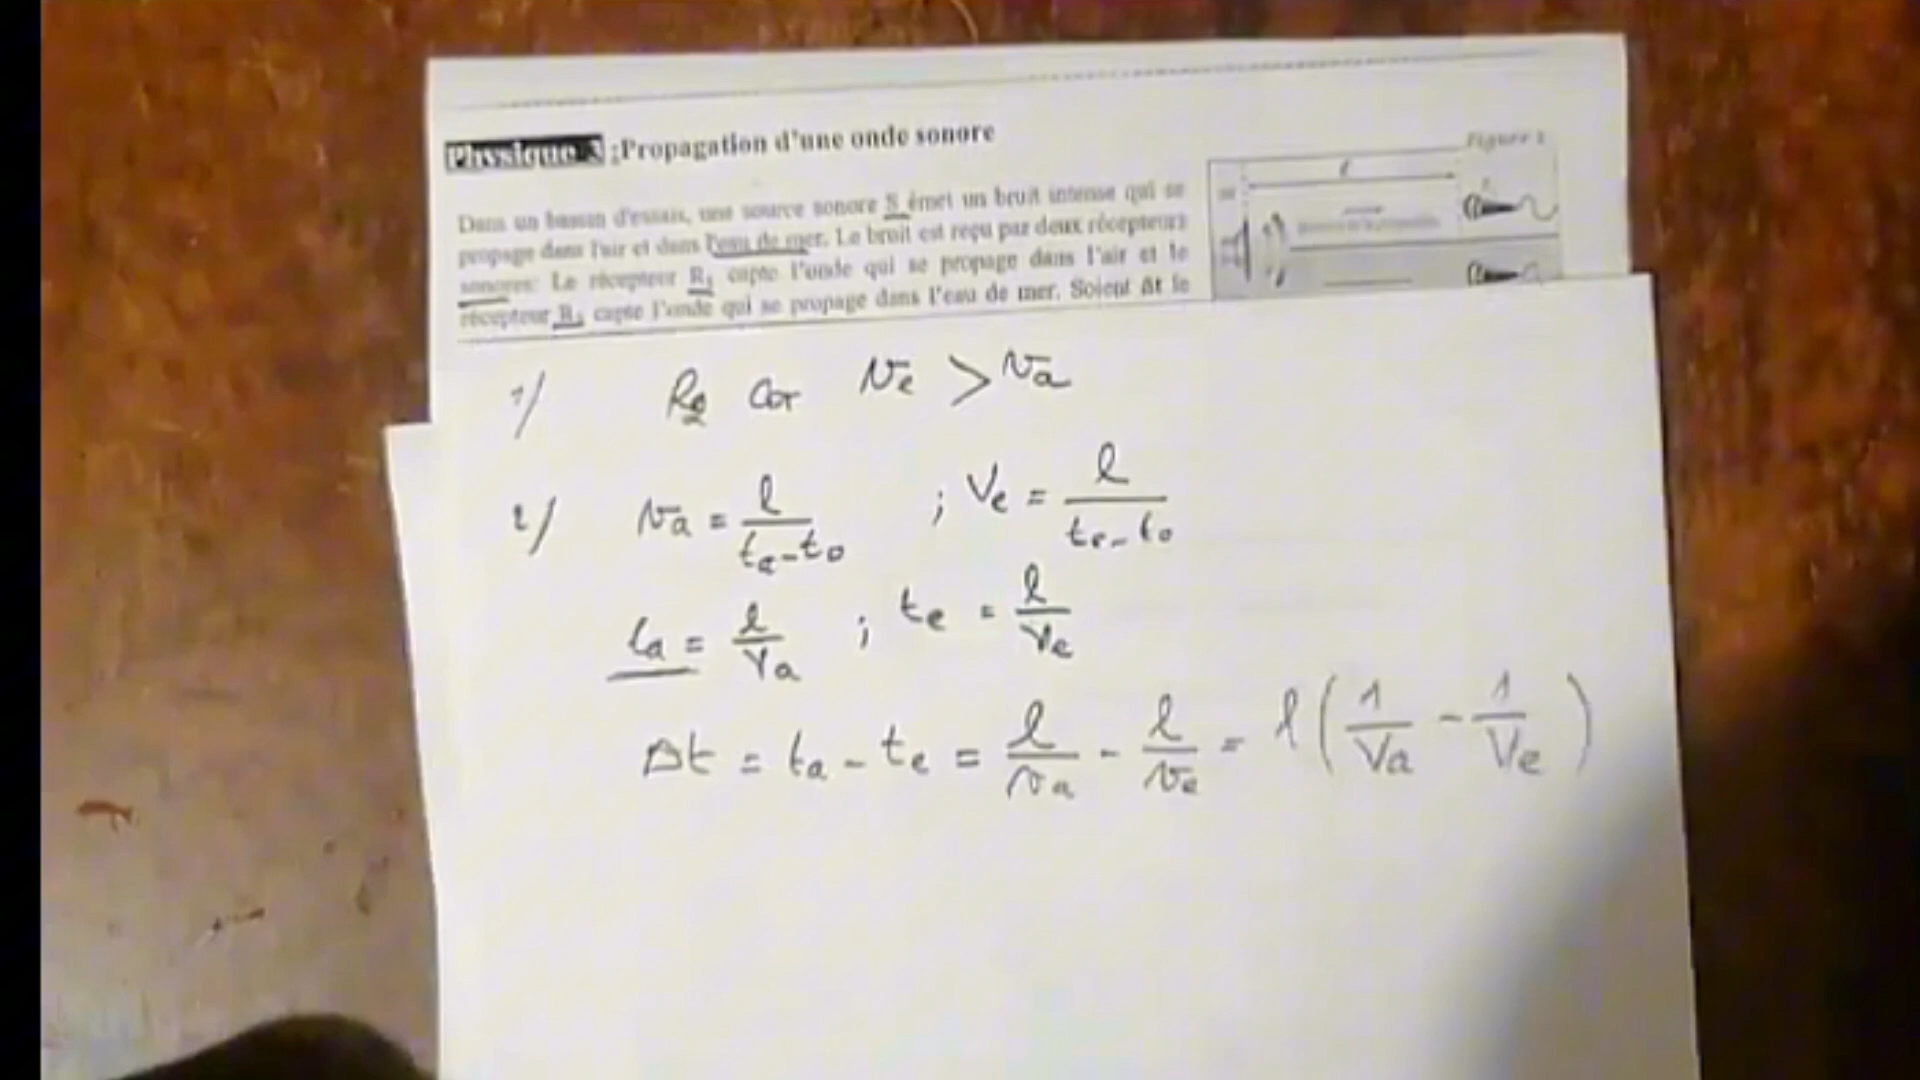 Physique 3 :Propagation d'une onde sonore
Figure 1
ℓ
Dans un bassin d'essais, une source sonore S émet un bruit intense qui se
propage dans l'air et dans l'eau de mer. Le bruit est reçu par deux récepteurs
sonores: Le récepteur R₁ capte l'onde qui se propage dans l'air et le
récepteur R₂ capte l'onde qui se propage dans l'eau de mer. Soient Δt le
1/ R₂ car Ve > Va
2/ Va = ℓ/(ta-to) ; Ve = ℓ/(te-to)
ta = ℓ/Va ; te = ℓ/Ve
Δt = ta - te = ℓ/Va - ℓ/Ve = ℓ(1/Va - 1/Ve)